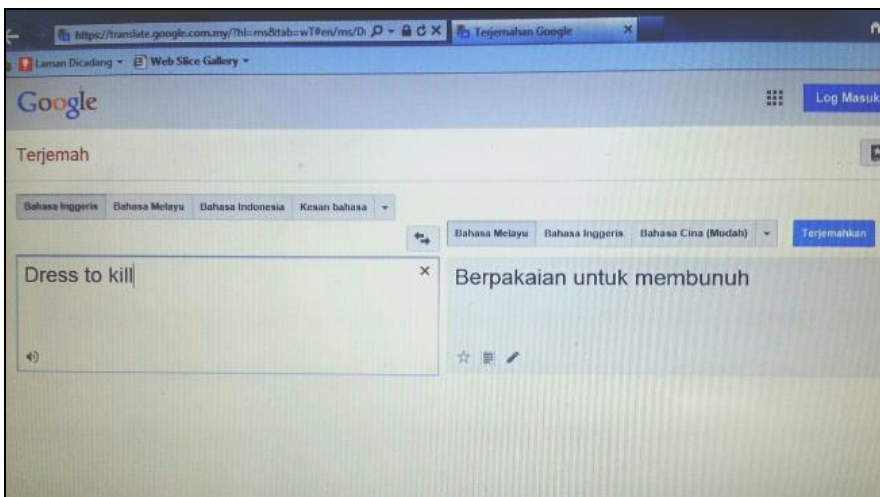 https://translate.google.com.my/?hl=ms&tab=wT#en/ms/D
Terjemahan Google
Laman Dicadang
Web Slice Gallery
Google
Log Masuk
Terjemah
Bahasa Inggeris Bahasa Melayu Bahasa Indonesia Kesan bahasa
Bahasa Melayu Bahasa Inggeris Bahasa Cina (Mudah) Terjemahkan
Dress to kill
Berpakaian untuk membunuh